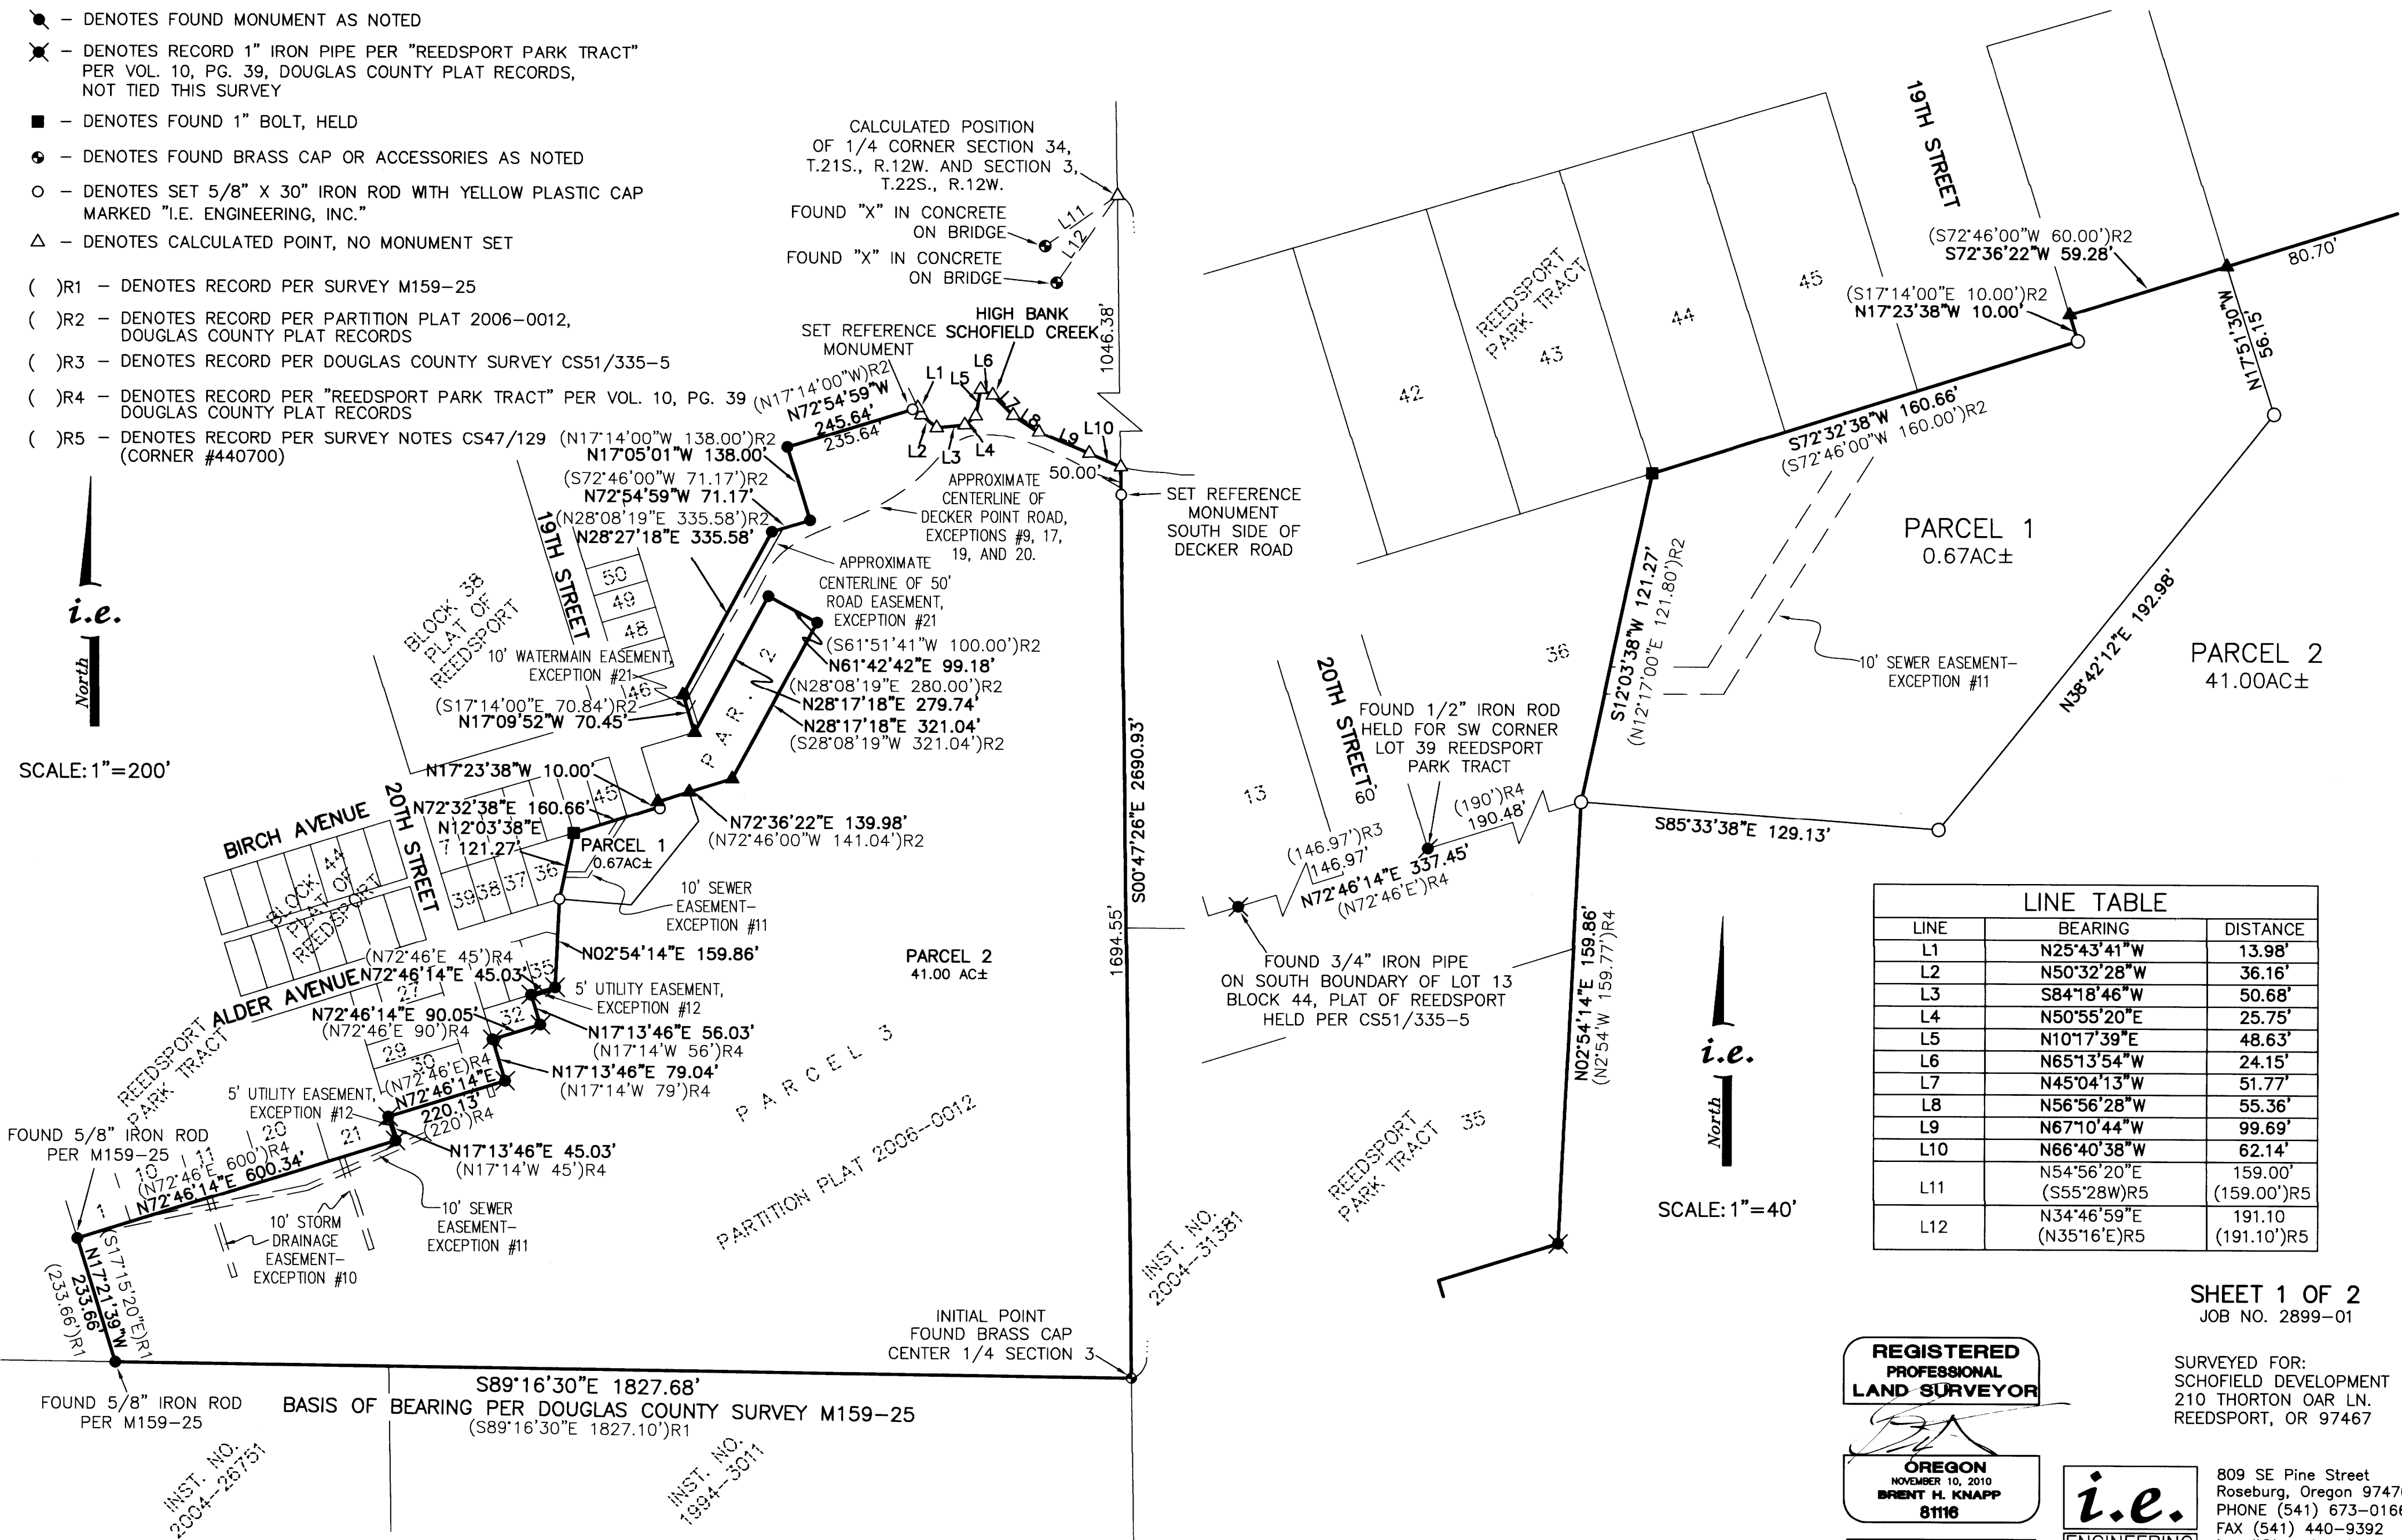 – DENOTES FOUND MONUMENT AS NOTED
– DENOTES RECORD 1" IRON PIPE PER "REEDSPORT PARK TRACT"
PER VOL. 10, PG. 39, DOUGLAS COUNTY PLAT RECORDS,
NOT TIED THIS SURVEY
– DENOTES FOUND 1" BOLT, HELD
– DENOTES FOUND BRASS CAP OR ACCESSORIES AS NOTED
– DENOTES SET 5/8" X 30" IRON ROD WITH YELLOW PLASTIC CAP
MARKED "I.E. ENGINEERING, INC."
– DENOTES CALCULATED POINT, NO MONUMENT SET
( )R1 – DENOTES RECORD PER SURVEY M159–25
( )R2 – DENOTES RECORD PER PARTITION PLAT 2006–0012,
DOUGLAS COUNTY PLAT RECORDS
( )R3 – DENOTES RECORD PER DOUGLAS COUNTY SURVEY CS51/335–5
( )R4 – DENOTES RECORD PER "REEDSPORT PARK TRACT" PER VOL. 10, PG. 39
DOUGLAS COUNTY PLAT RECORDS
( )R5 – DENOTES RECORD PER SURVEY NOTES CS47/129
(CORNER #440700)
i.e.
North
SCALE: 1"=200'
CALCULATED POSITION
OF 1/4 CORNER SECTION 34,
T.21S., R.12W. AND SECTION 3,
T.22S., R.12W.
FOUND "X" IN CONCRETE
ON BRIDGE
FOUND "X" IN CONCRETE
ON BRIDGE
L11
L12
HIGH BANK
SCHOFIELD CREEK
SET REFERENCE
MONUMENT
1046.38'
L1
L2
L3
L4
L5
L6
L7
L8
L9
L10
50.00'
(N17°14'00"W)R2
N72°54'59"W
245.64'
235.64'
(N17°14'00"W 138.00')R2
N17°05'01"W 138.00'
(S72°46'00"W 71.17')R2
N72°54'59"W 71.17'
(N28°08'19"E 335.58')R2
N28°27'18"E 335.58'
APPROXIMATE
CENTERLINE OF
DECKER POINT ROAD,
EXCEPTIONS #9, 17,
19, AND 20.
SET REFERENCE
MONUMENT
SOUTH SIDE OF
DECKER ROAD
APPROXIMATE
CENTERLINE OF 50'
ROAD EASEMENT,
EXCEPTION #21
19TH STREET
50
49
48
46
BLOCK 38
PLAT OF
REEDSPORT
10' WATERMAIN EASEMENT,
EXCEPTION #21
(S17°14'00"E 70.84')R2
N17°09'52"W 70.45'
(S61°51'41"W 100.00')R2
N61°42'42"E 99.18'
(N28°08'19"E 280.00')R2
N28°17'18"E 279.74'
N28°17'18"E 321.04'
(S28°08'19"W 321.04')R2
PAR. 2
N17°23'38"W 10.00'
45
N72°32'38"E 160.66'
N12°03'38"E
121.27'
7
PARCEL 1
0.67AC±
N72°36'22"E 139.98'
(N72°46'00"W 141.04')R2
BIRCH AVENUE
20TH STREET
BLOCK 44
PLAT OF
REEDSPORT
39 38 37 36
10' SEWER
EASEMENT–
EXCEPTION #11
N02°54'14"E 159.86'
PARCEL 2
41.00 AC±
ALDER AVENUE
(N72°46'E 45')R4
N72°46'14"E 45.03'
35
5' UTILITY EASEMENT,
EXCEPTION #12
27
N72°46'14"E 90.05'
(N72°46'E 90')R4
32
N17°13'46"E 56.03'
(N17°14'W 56')R4
29
30
(N72°46'E)R4
N72°46'14"E
220.13'
(220')R4
N17°13'46"E 79.04'
(N17°14'W 79')R4
5' UTILITY EASEMENT,
EXCEPTION #12
N17°13'46"E 45.03'
(N17°14'W 45')R4
REEDSPORT
PARK TRACT
FOUND 5/8" IRON ROD
PER M159–25
1
10
11
20
21
(N72°46'E 600')R4
N72°46'14"E 600.34'
10' STORM
DRAINAGE
EASEMENT–
EXCEPTION #10
10' SEWER
EASEMENT–
EXCEPTION #11
(S17°15'20"E)R1
N17°21'39"W
233.66'
(233.66')R1
FOUND 5/8" IRON ROD
PER M159–25
PARCEL 3
PARTITION PLAT 2006–0012
S00°47'26"E 2690.93'
1694.55'
INITIAL POINT
FOUND BRASS CAP
CENTER 1/4 SECTION 3
S89°16'30"E 1827.68'
BASIS OF BEARING PER DOUGLAS COUNTY SURVEY M159–25
(S89°16'30"E 1827.10')R1
INST. NO.
2004–26751
INST. NO.
1994–3011
INST. NO.
2004–31381
19TH STREET
(S72°46'00"W 60.00')R2
S72°36'22"W 59.28'
(S17°14'00"E 10.00')R2
N17°23'38"W 10.00'
80.70'
N17°51'30"W
56.15'
REEDSPORT
PARK TRACT
42
43
44
45
S72°32'38"W 160.66'
(S72°46'00"W 160.00')R2
PARCEL 1
0.67AC±
S12°03'38"W 121.27'
(N12°17'00"E 121.80')R2
10' SEWER EASEMENT–
EXCEPTION #11
N38°42'12"E 192.98'
PARCEL 2
41.00AC±
36
20TH STREET
60'
13
FOUND 1/2" IRON ROD
HELD FOR SW CORNER
LOT 39 REEDSPORT
PARK TRACT
(190')R4
190.48'
(146.97')R3
146.97'
N72°46'14"E 337.45'
(N72°46'E')R4
S85°33'38"E 129.13'
FOUND 3/4" IRON PIPE
ON SOUTH BOUNDARY OF LOT 13
BLOCK 44, PLAT OF REEDSPORT
HELD PER CS51/335–5
N02°54'14"E 159.86'
(N2°54'W 159.77')R4
REEDSPORT
PARK TRACT
35
i.e.
North
SCALE: 1"=40'
LINE TABLE
LINE BEARING DISTANCE
L1 N25°43'41"W 13.98'
L2 N50°32'28"W 36.16'
L3 S84°18'46"W 50.68'
L4 N50°55'20"E 25.75'
L5 N10°17'39"E 48.63'
L6 N65°13'54"W 24.15'
L7 N45°04'13"W 51.77'
L8 N56°56'28"W 55.36'
L9 N67°10'44"W 99.69'
L10 N66°40'38"W 62.14'
L11 N54°56'20"E 159.00'
(S55°28W)R5 (159.00')R5
L12 N34°46'59"E 191.10
(N35°16'E)R5 (191.10')R5
SHEET 1 OF 2
JOB NO. 2899–01
SURVEYED FOR:
SCHOFIELD DEVELOPMENT
210 THORTON OAR LN.
REEDSPORT, OR 97467
REGISTERED
PROFESSIONAL
LAND SURVEYOR
OREGON
NOVEMBER 10, 2010
BRENT H. KNAPP
81116
i.e.
ENGINEERING
809 SE Pine Street
Roseburg, Oregon 97470
PHONE (541) 673–0166
FAX (541) 440–9392